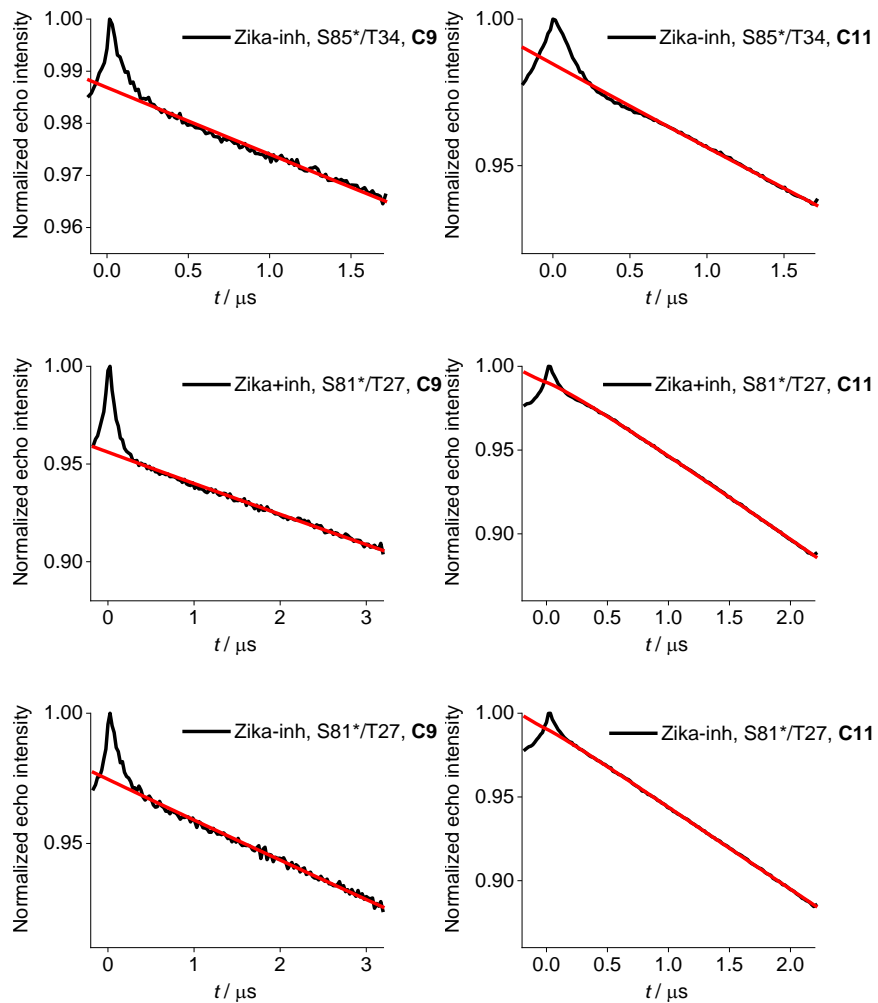 Normalized echo intensity
1.00
0.99
0.98
0.97
0.96
Zika-inh, S85*/T34, C9
0.0 0.5 1.0 1.5
t / μs
Normalized echo intensity
1.00
0.95
Zika-inh, S85*/T34, C11
0.0 0.5 1.0 1.5
t / μs
Normalized echo intensity
1.00
0.95
0.90
Zika+inh, S81*/T27, C9
0 1 2 3
t / μs
Normalized echo intensity
1.00
0.95
0.90
Zika+inh, S81*/T27, C11
0.0 0.5 1.0 1.5 2.0
t / μs
Normalized echo intensity
1.00
0.95
Zika-inh, S81*/T27, C9
0 1 2 3
t / μs
Normalized echo intensity
1.00
0.95
0.90
Zika-inh, S81*/T27, C11
0.0 0.5 1.0 1.5 2.0
t / μs